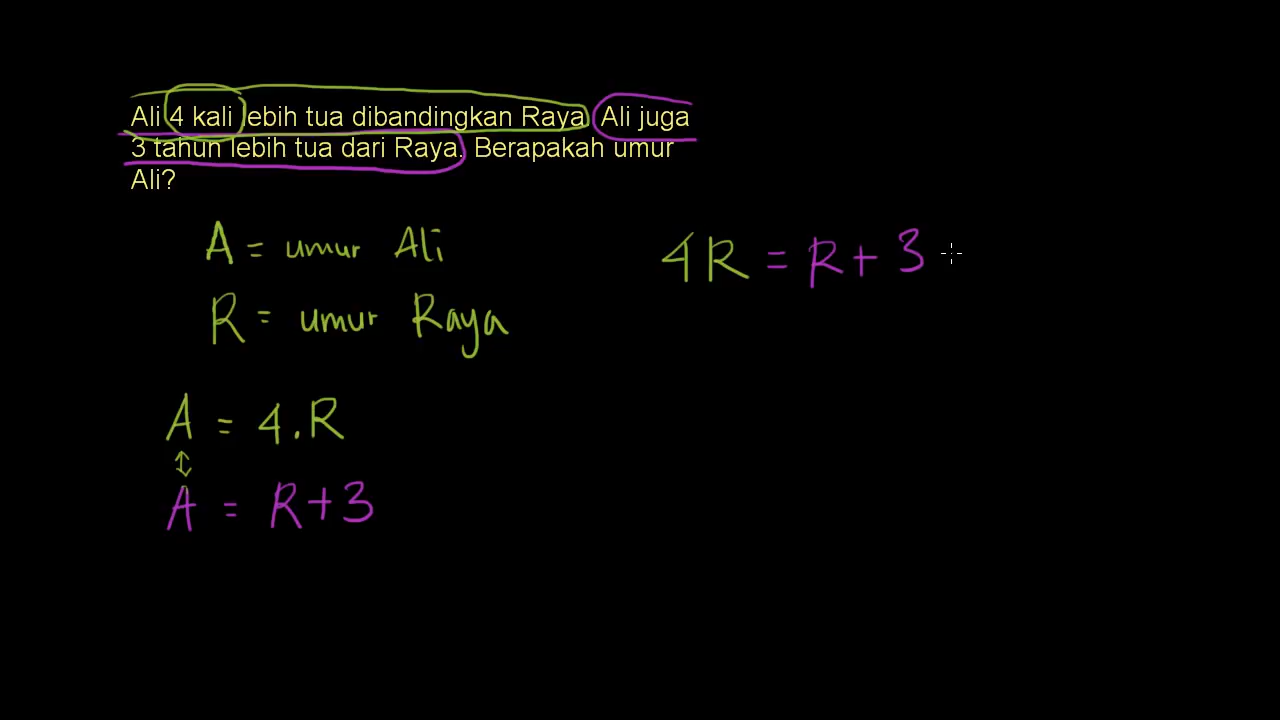 Ali 4 kali lebih tua dibandingkan Raya. Ali juga
3 tahun lebih tua dari Raya. Berapakah umur
Ali?
A = umur Ali
R = umur Raya
A = 4.R
A = R+3
4R = R+3